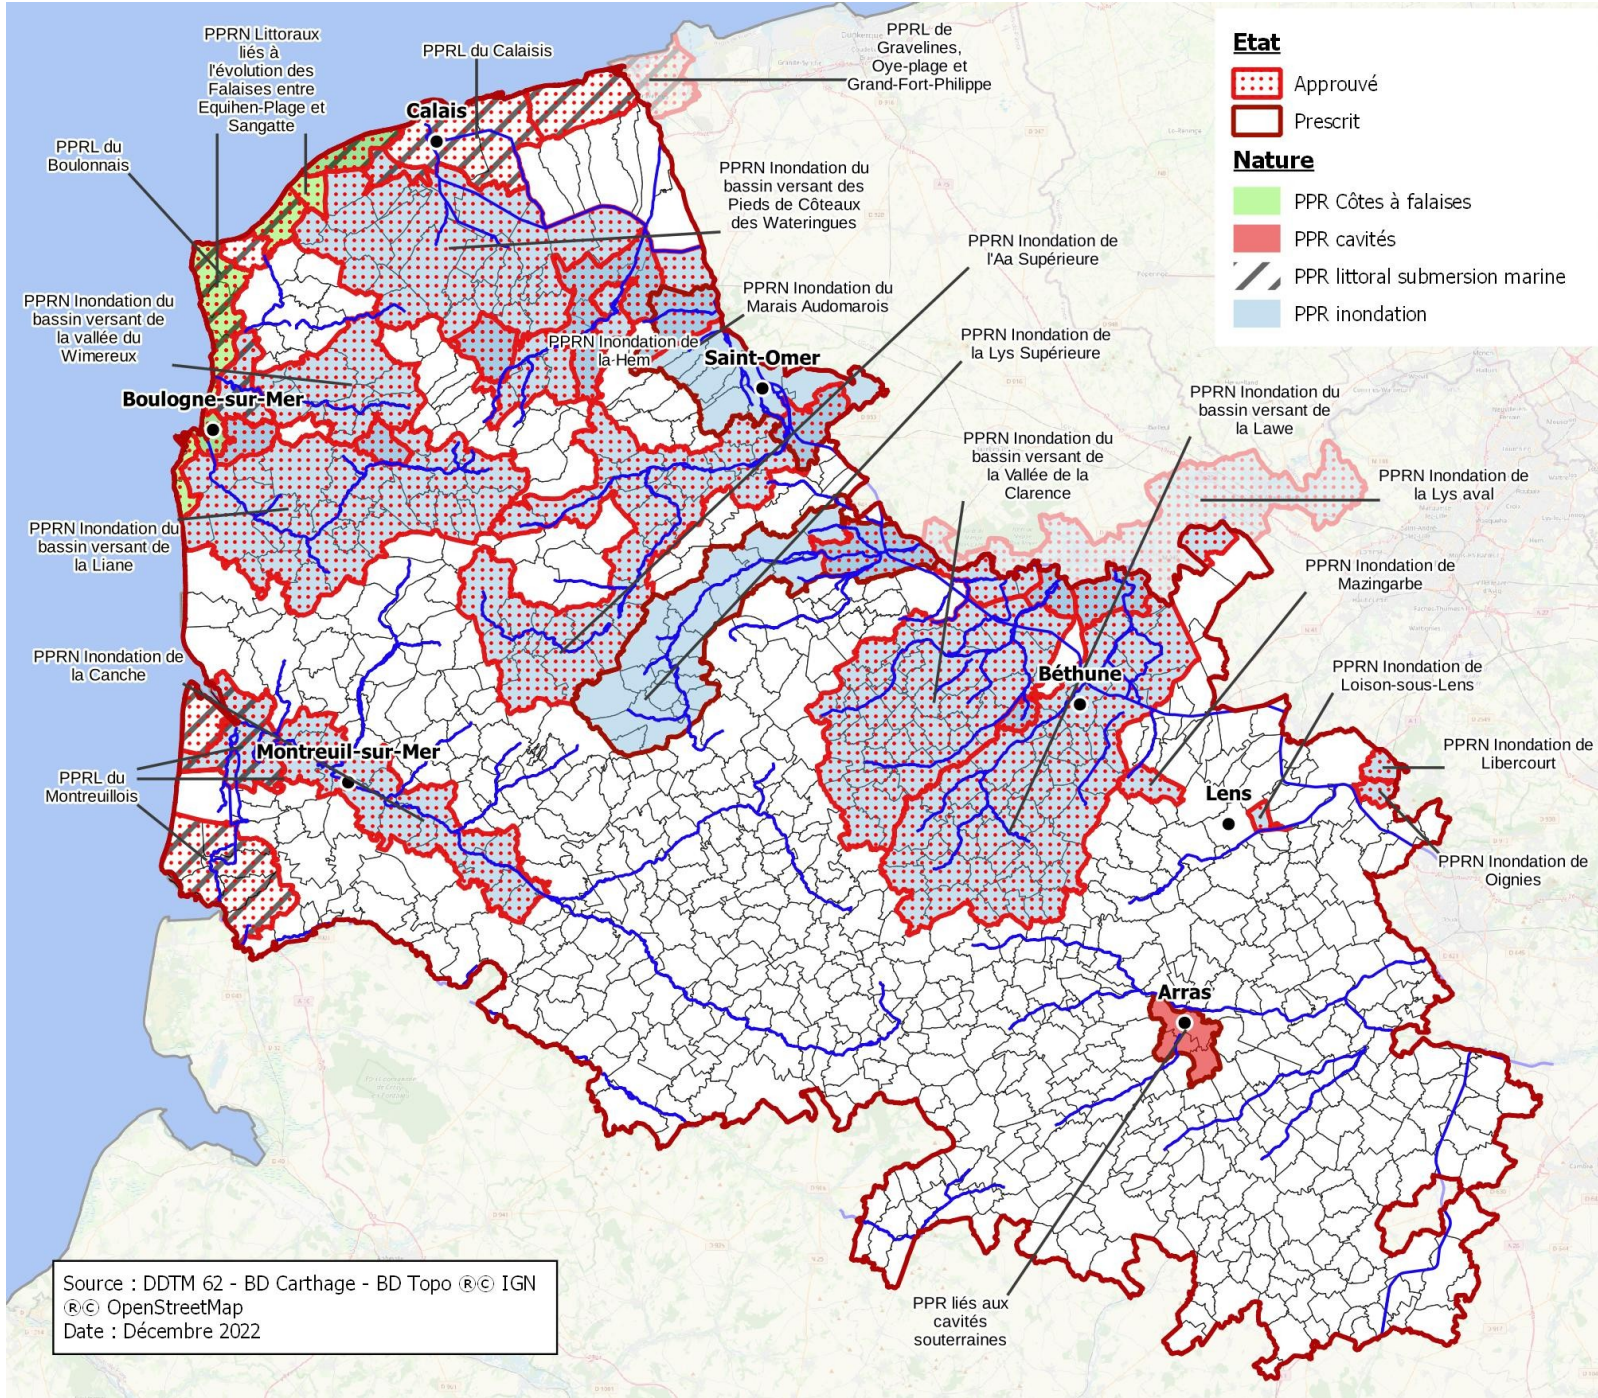 PPRN Littoraux
liés à
l'évolution des
Falaises entre
Equihen-Plage et
Sangatte
PPRL du Calaisis
PPRL de
Gravelines,
Oye-plage et
Grand-Fort-Philippe
Etat
Approuvé
Prescrit
Nature
PPR Côtes à falaises
PPR cavités
PPR littoral submersion marine
PPR inondation
Calais
PPRL du
Boulonnais
PPRN Inondation du
bassin versant des
Pieds de Côteaux
des Wateringues
PPRN Inondation de
l'Aa Supérieure
PPRN Inondation du
Marais Audomarois
PPRN Inondation du
bassin versant de
la vallée du
Wimereux
PPRN Inondation de
la Hem
Saint-Omer
PPRN Inondation de
la Lys Supérieure
Boulogne-sur-Mer
PPRN Inondation du
bassin versant de
la Lawe
PPRN Inondation du
bassin versant de
la Vallée de la
Clarence
PPRN Inondation de
la Lys aval
PPRN Inondation du
bassin versant de
la Liane
PPRN Inondation de
Mazingarbe
PPRN Inondation de
la Canche
Béthune
PPRN Inondation de
Loison-sous-Lens
Montreuil-sur-Mer
PPRL du
Montreuillois
PPRN Inondation de
Libercourt
Lens
PPRN Inondation de
Oignies
Arras
PPR liés aux
cavités
souterraines
Source : DDTM 62 - BD Carthage - BD Topo ®© IGN
®© OpenStreetMap
Date : Décembre 2022